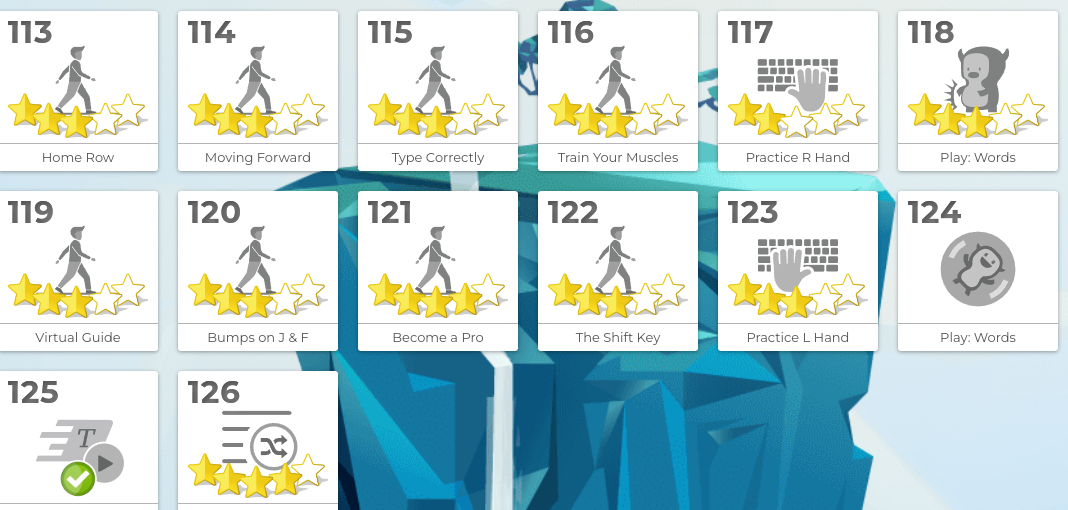 113 114 115 116 117 118
Home Row Moving Forward Type Correctly Train Your Muscles Practice R Hand Play: Words
119 120 121 122 123 124
Virtual Guide Bumps on J & F Become a Pro The Shift Key Practice L Hand Play: Words
125 126
T